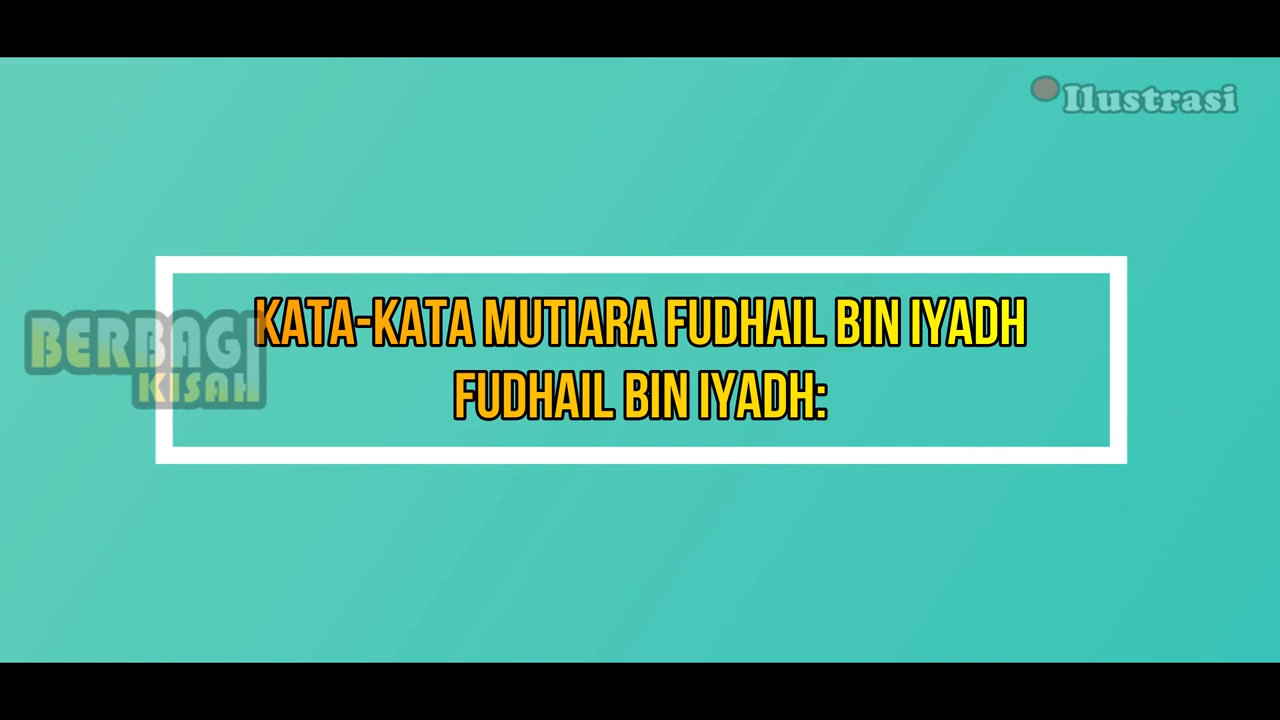 Ilustrasi
KATA-KATA MUTIARA FUDHAIL BIN IYADH
FUDHAIL BIN IYADH:
BERBAGI
KISAH